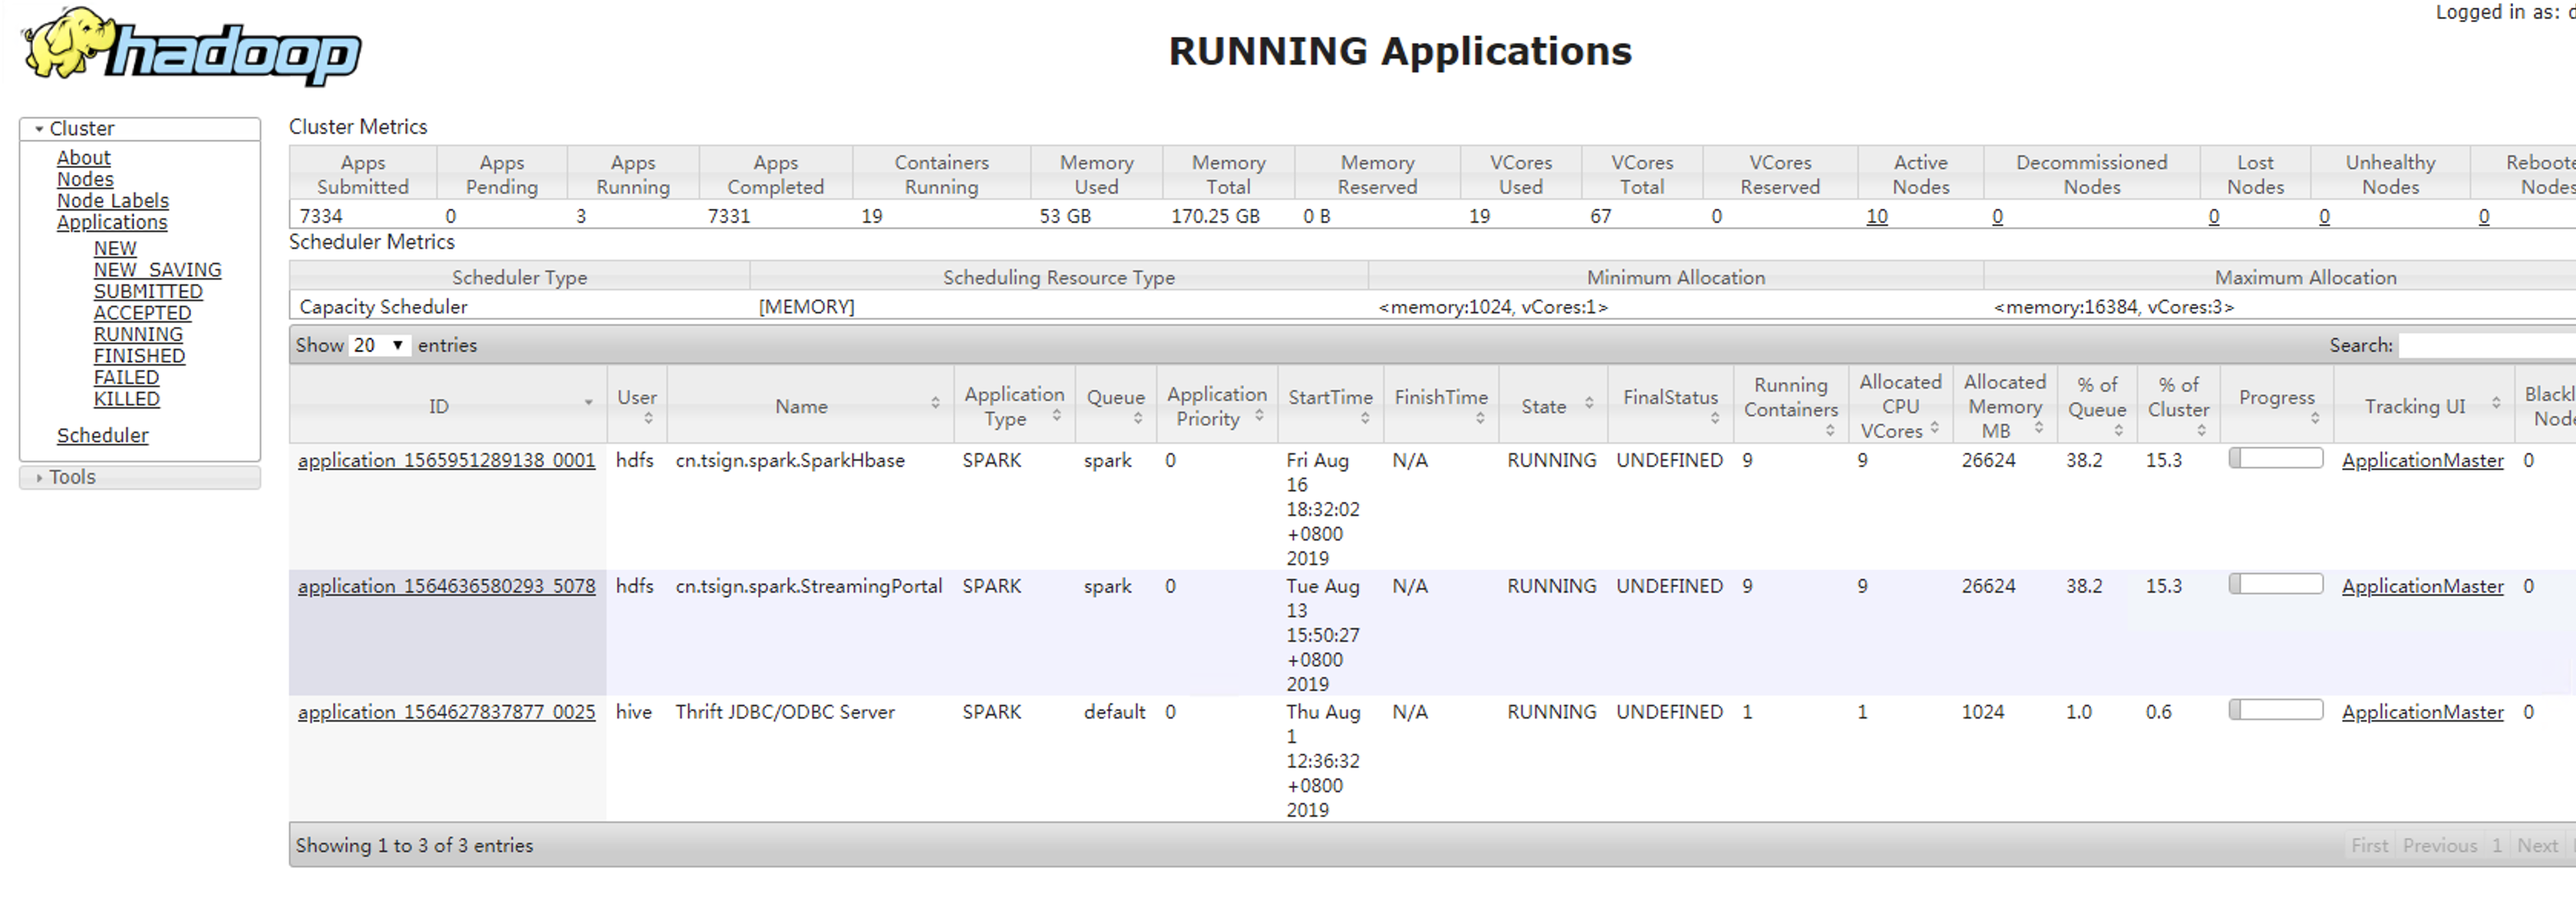 Logged in as: d
hadoop
RUNNING Applications
Cluster
About
Nodes
Node Labels
Applications
NEW
NEW_SAVING
SUBMITTED
ACCEPTED
RUNNING
FINISHED
FAILED
KILLED
Scheduler
Tools
Cluster Metrics
Apps Submitted Apps Pending Apps Running Apps Completed Containers Running Memory Used Memory Total Memory Reserved VCores Used VCores Total VCores Reserved Active Nodes Decommissioned Nodes Lost Nodes Unhealthy Nodes Reboote Nodes
7334 0 3 7331 19 53 GB 170.25 GB 0 B 19 67 0 10 0 0 0 0
Scheduler Metrics
Scheduler Type Scheduling Resource Type Minimum Allocation Maximum Allocation
Capacity Scheduler [MEMORY] <memory:1024, vCores:1> <memory:16384, vCores:3>
Show 20 entries Search:
ID User Name Application Type Queue Application Priority StartTime FinishTime State FinalStatus Running Containers Allocated CPU VCores Allocated Memory MB % of Queue % of Cluster Progress Tracking UI Blackl Node
application_1565951289138_0001 hdfs cn.tsign.spark.SparkHbase SPARK spark 0 Fri Aug N/A RUNNING UNDEFINED 9 9 26624 38.2 15.3 ApplicationMaster 0
16
18:32:02
+0800
2019
application_1564636580293_5078 hdfs cn.tsign.spark.StreamingPortal SPARK spark 0 Tue Aug N/A RUNNING UNDEFINED 9 9 26624 38.2 15.3 ApplicationMaster 0
13
15:50:27
+0800
2019
application_1564627837877_0025 hive Thrift JDBC/ODBC Server SPARK default 0 Thu Aug N/A RUNNING UNDEFINED 1 1 1024 1.0 0.6 ApplicationMaster 0
1
12:36:32
+0800
2019
Showing 1 to 3 of 3 entries First Previous 1 Next